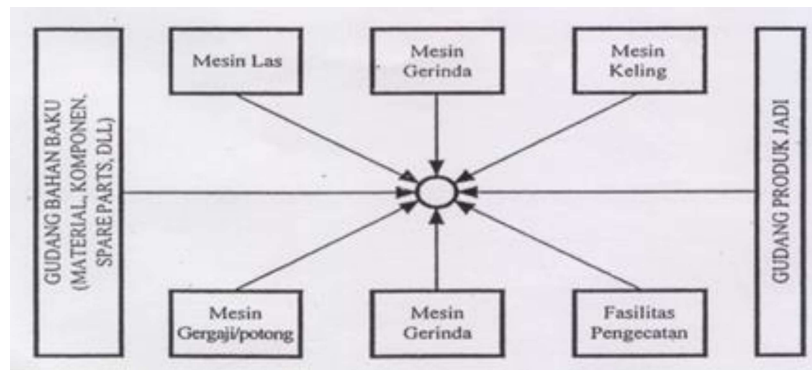 GUDANG BAHAN BAKU
(MATERIAL, KOMPONEN,
SPARE PARTS, DLL)
Mesin Las
Mesin
Gerinda
Mesin
Keling
Mesin
Gergaji/potong
Mesin
Gerinda
Fasilitas
Pengecatan
GUDANG PRODUK JADI